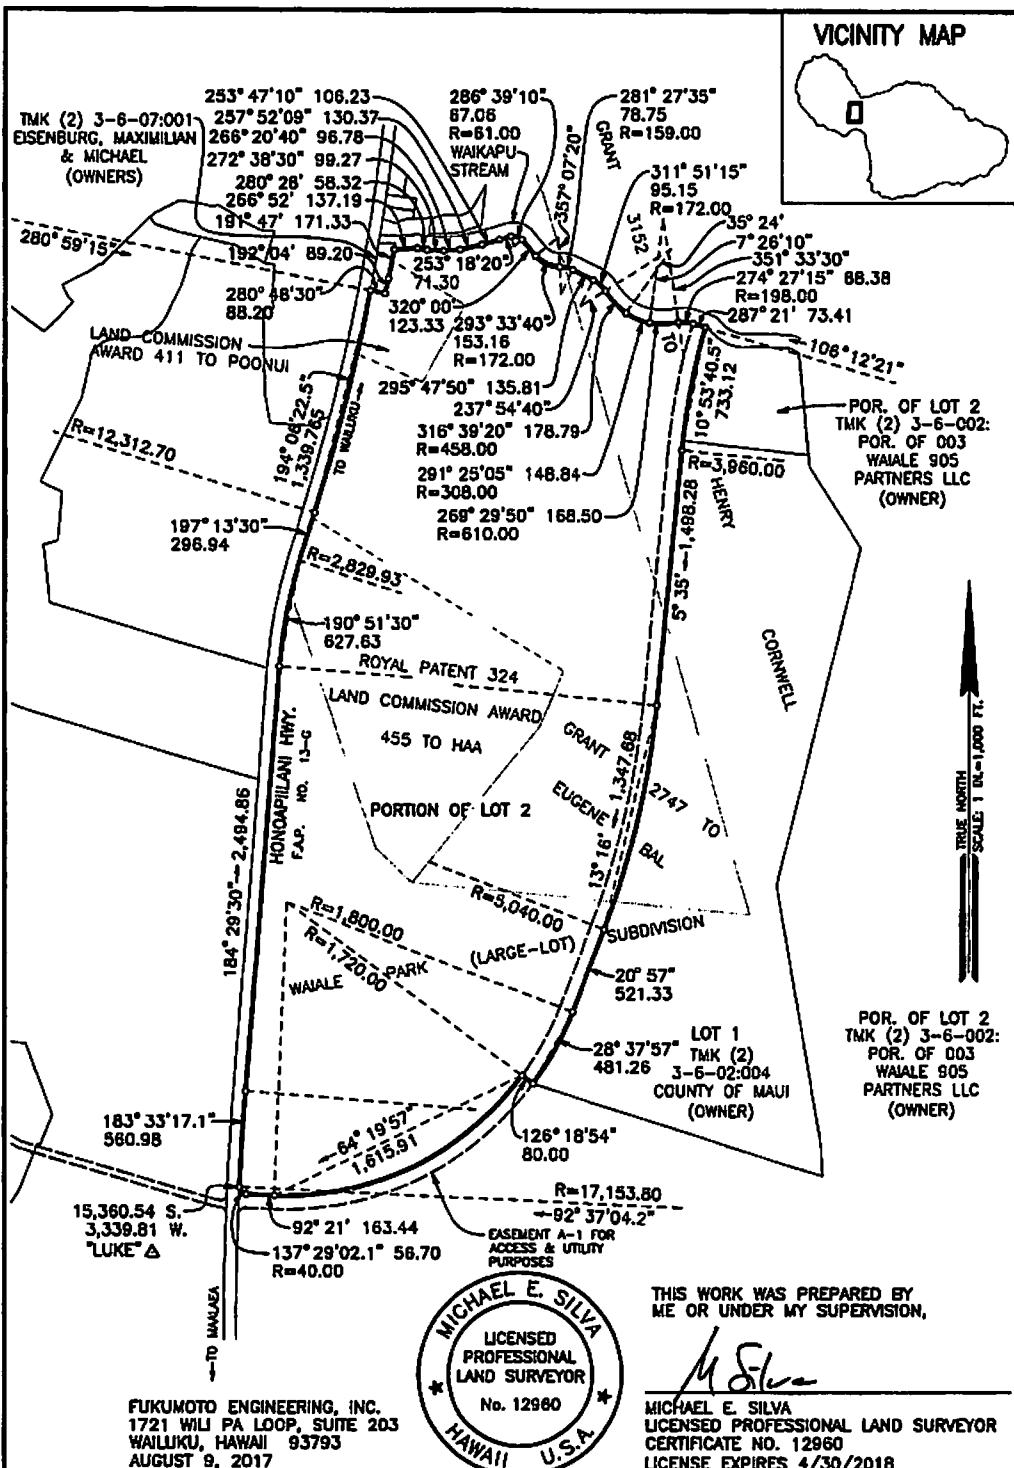 VICINITY MAP
TMK (2) 3-6-07:001
EISENBURG, MAXIMILIAN
& MICHAEL
(OWNERS)
253° 47'10" 106.23
257° 52'09" 130.37
266° 20'40" 96.78
272° 38'30" 99.27
280° 28' 58.32
266° 52' 137.19
191° 47' 171.33
192° 04' 89.20
280° 59'15"
280° 48'30"
88.20
286° 39'10"
67.06
R=61.00
WAIKAPU
STREAM
281° 27'35"
78.75
R=159.00
GRANT
3152
TO
HENRY
CORNWELL
357° 07'20"
311° 51'15"
95.15
R=172.00
35° 24'
7° 26'10"
351° 33'30"
274° 27'15" 88.38
R=198.00
287° 21' 73.41
108° 12'21"
253° 18'20"
71.30
320° 00'
123.33
293° 33'40"
153.16
R=172.00
295° 47'50" 135.81
237° 54'40"
316° 39'20" 178.79
R=458.00
291° 25'05" 148.84
R=308.00
269° 29'50" 168.50
R=610.00
LAND COMMISSION
AWARD 411 TO POONUI
194° 08'22.5"
1,339.765
TO WAILUKU
R=12,312.70
197° 13'30"
296.94
R=2,829.93
190° 51'30"
627.63
10° 53'40.5"
733.12
R=3,960.00
POR. OF LOT 2
TMK (2) 3-6-002:
POR. OF 003
WAIALE 905
PARTNERS LLC
(OWNER)
5° 35' 1,498.28
ROYAL PATENT 324
LAND COMMISSION AWARD
455 TO HAA
PORTION OF LOT 2
GRANT 2747 TO
EUGENE BAL
13° 16' 1,347.68
HONOAPIILANI HWY.
F.A.P. NO. 13-G
184° 29'30" 2,494.86
TRUE NORTH
SCALE: 1 IN.=1,000 FT.
R=5,040.00
R=1,800.00
R=1,720.00
WAIALE PARK (LARGE-LOT) SUBDIVISION
20° 57'
521.33
28° 37'57"
481.26
LOT 1
TMK (2)
3-6-02:004
COUNTY OF MAUI
(OWNER)
POR. OF LOT 2
TMK (2) 3-6-002:
POR. OF 003
WAIALE 905
PARTNERS LLC
(OWNER)
183° 33'17.1"
560.98
64° 19'57"
1,615.91
126° 18'54"
80.00
15,360.54 S.
3,339.81 W.
"LUKE" △
R=17,153.80
92° 37'04.2"
92° 21' 163.44
137° 29'02.1" 56.70
R=40.00
EASEMENT A-1 FOR
ACCESS & UTILITY
PURPOSES
TO MAALAEA
MICHAEL E. SILVA
LICENSED
PROFESSIONAL
LAND SURVEYOR
No. 12960
HAWAII U.S.A.
THIS WORK WAS PREPARED BY
ME OR UNDER MY SUPERVISION,
M Silva
MICHAEL E. SILVA
LICENSED PROFESSIONAL LAND SURVEYOR
CERTIFICATE NO. 12960
LICENSE EXPIRES 4/30/2018
FUKUMOTO ENGINEERING, INC.
1721 WILI PA LOOP, SUITE 203
WAILUKU, HAWAII 93793
AUGUST 9, 2017